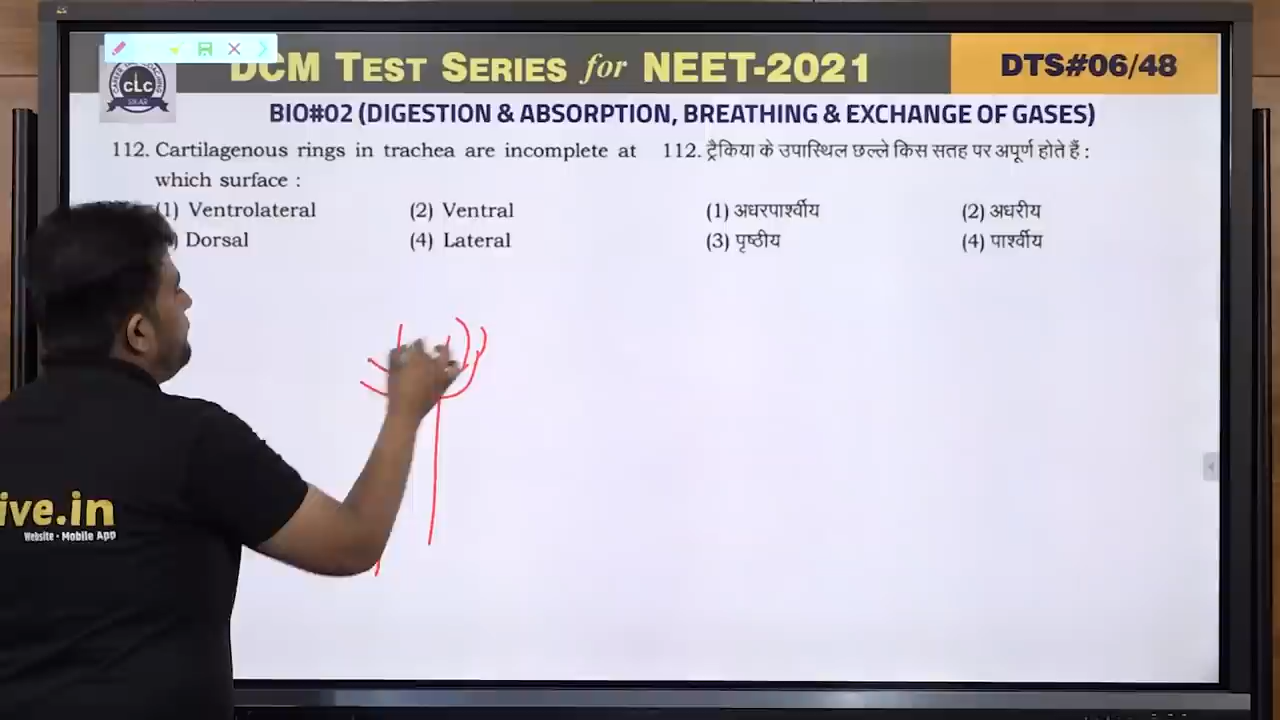 DCM TEST SERIES for NEET-2021
DTS#06/48
CLC
SIKAR
BIO#02 (DIGESTION & ABSORPTION, BREATHING & EXCHANGE OF GASES)
112. Cartilagenous rings in trachea are incomplete at
which surface :
(1) Ventrolateral (2) Ventral
) Dorsal (4) Lateral
112. ट्रैकिया के उपास्थिल छल्ले किस सतह पर अपूर्ण होते हैं :
(1) अधरपार्श्वीय (2) अधरीय
(3) पृष्ठीय (4) पार्श्वीय
ive.in
Website • Mobile App